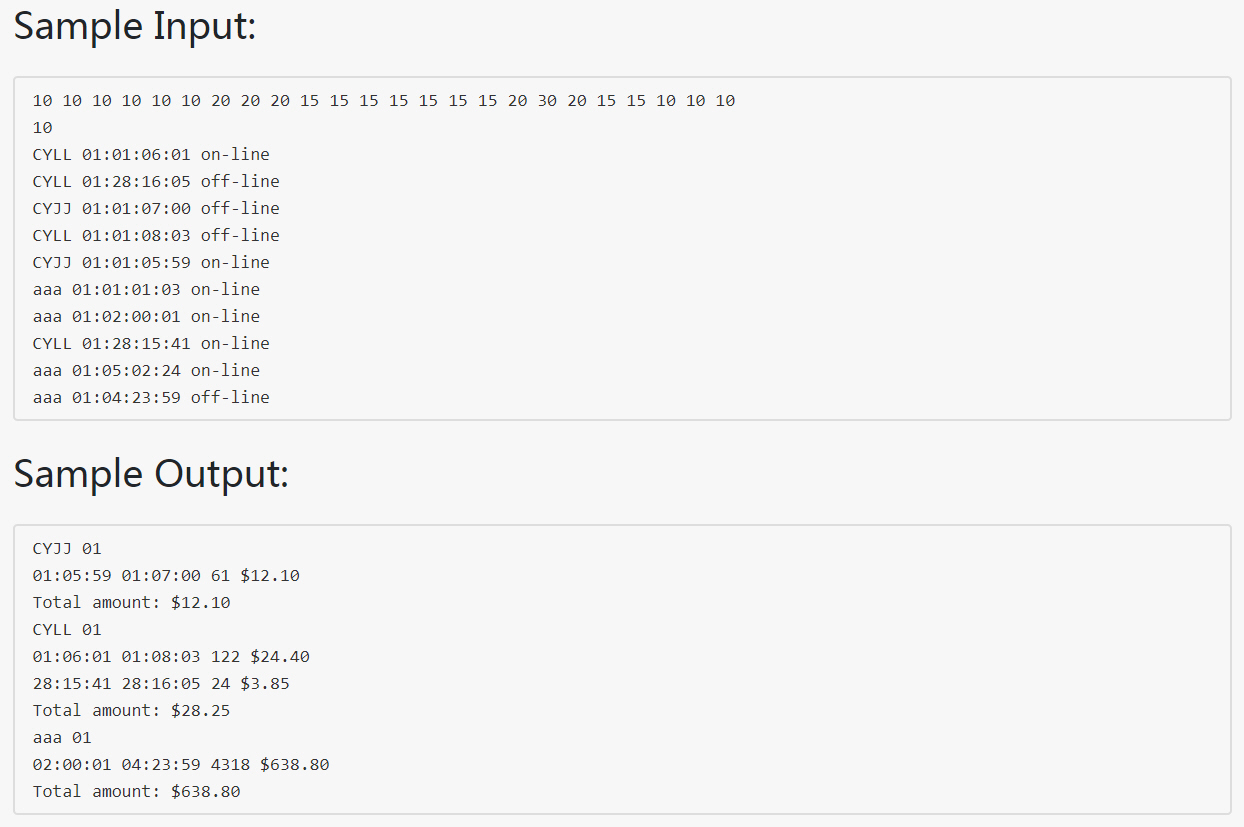 Sample Input:
10 10 10 10 10 10 20 20 20 15 15 15 15 15 15 15 20 30 20 15 15 10 10 10
10
CYLL 01:01:06:01 on-line
CYLL 01:28:16:05 off-line
CYJJ 01:01:07:00 off-line
CYLL 01:01:08:03 off-line
CYJJ 01:01:05:59 on-line
aaa 01:01:01:03 on-line
aaa 01:02:00:01 on-line
CYLL 01:28:15:41 on-line
aaa 01:05:02:24 on-line
aaa 01:04:23:59 off-line
Sample Output:
CYJJ 01
01:05:59 01:07:00 61 $12.10
Total amount: $12.10
CYLL 01
01:06:01 01:08:03 122 $24.40
28:15:41 28:16:05 24 $3.85
Total amount: $28.25
aaa 01
02:00:01 04:23:59 4318 $638.80
Total amount: $638.80